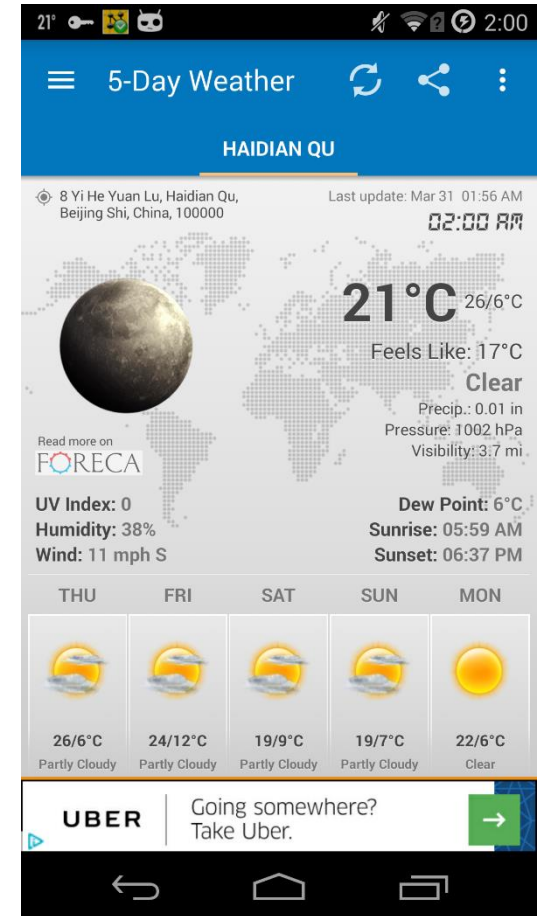 21°
2:00
5-Day Weather
HAIDIAN QU
8 Yi He Yuan Lu, Haidian Qu,
Beijing Shi, China, 100000
Last update: Mar 31 01:56 AM
02:00 AM
21°C 26/6°C
Feels Like: 17°C
Clear
Precip.: 0.01 in
Pressure: 1002 hPa
Visibility: 3.7 mi
Read more on
FORECA
UV Index: 0
Humidity: 38%
Wind: 11 mph S
Dew Point: 6°C
Sunrise: 05:59 AM
Sunset: 06:37 PM
THU FRI SAT SUN MON
26/6°C 24/12°C 19/9°C 19/7°C 22/6°C
Partly Cloudy Partly Cloudy Partly Cloudy Partly Cloudy Clear
UBER
Going somewhere?
Take Uber.